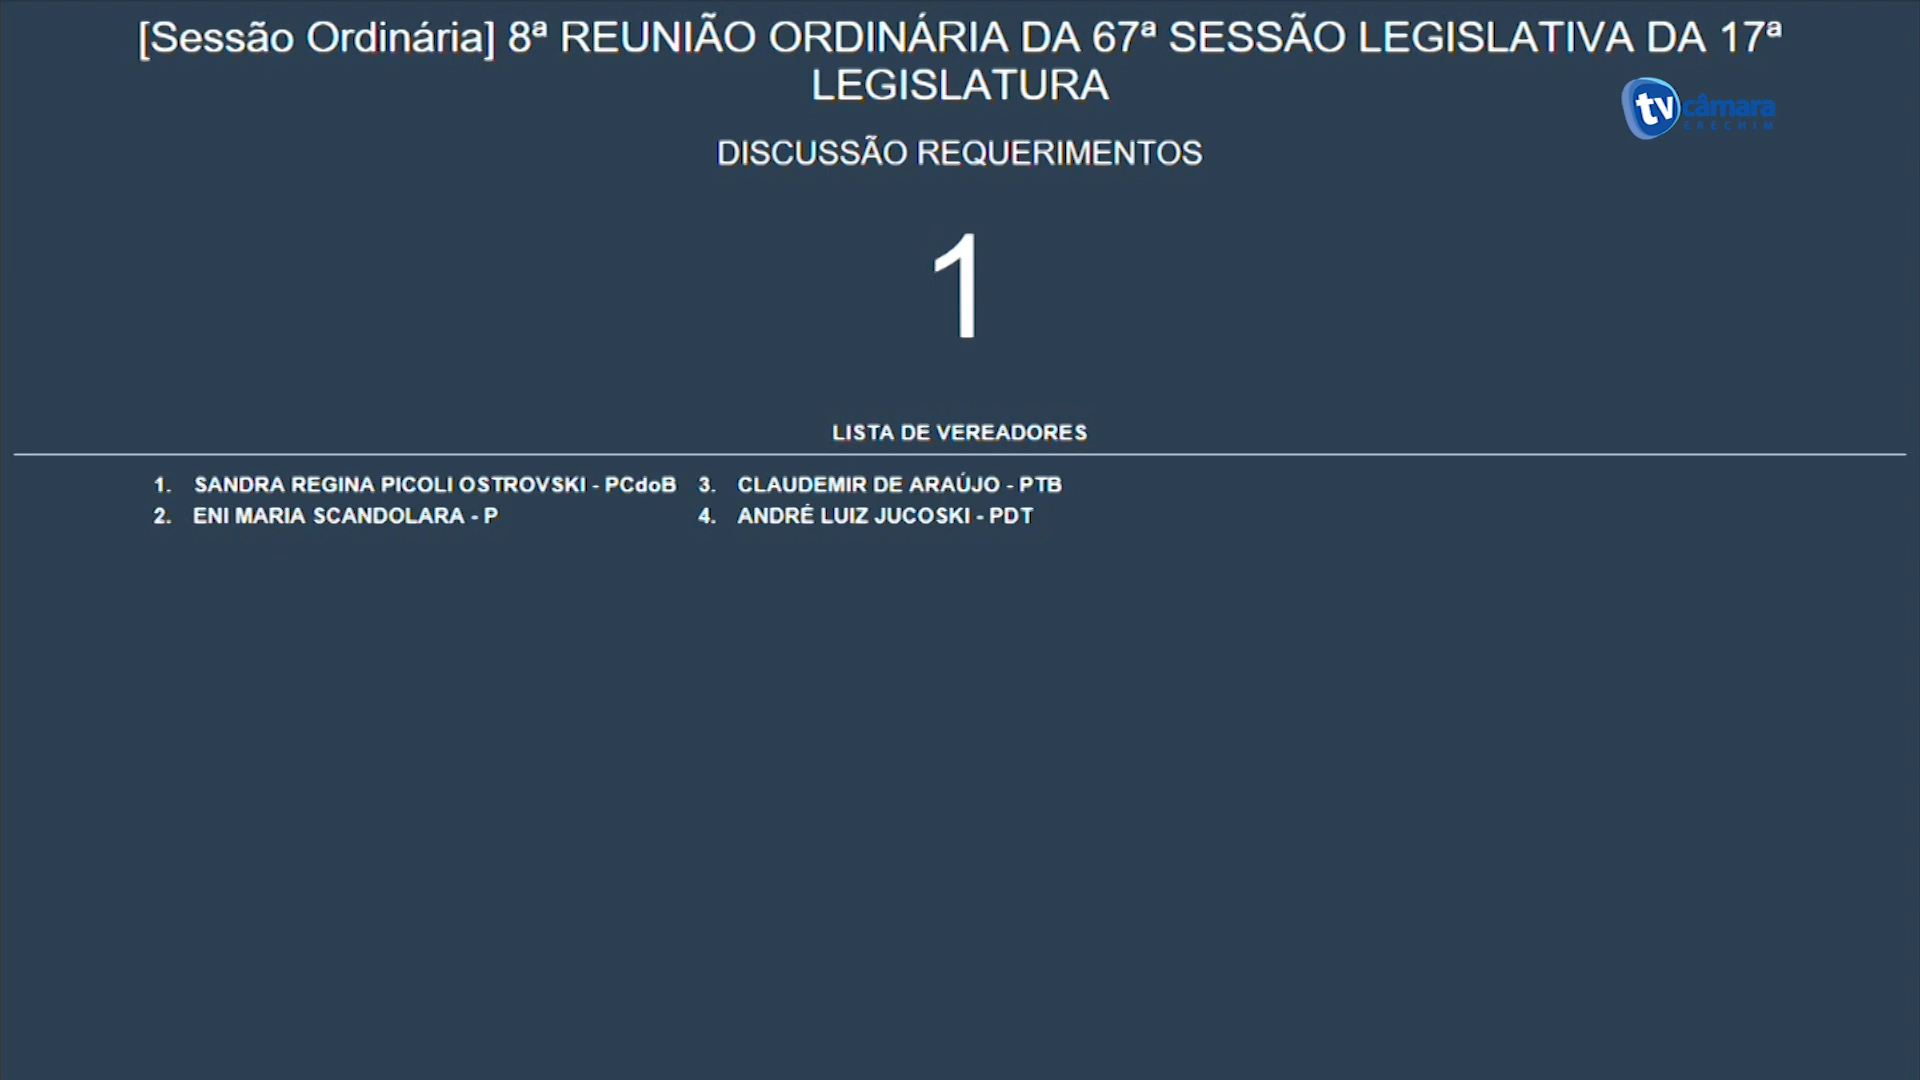 [Sessão Ordinária] 8ª REUNIÃO ORDINÁRIA DA 67ª SESSÃO LEGISLATIVA DA 17ª
LEGISLATURA
tv câmara
ERECHIM
DISCUSSÃO REQUERIMENTOS
1
LISTA DE VEREADORES
1. SANDRA REGINA PICOLI OSTROVSKI - PCdoB
2. ENI MARIA SCANDOLARA - P
3. CLAUDEMIR DE ARAÚJO - PTB
4. ANDRÉ LUIZ JUCOSKI - PDT